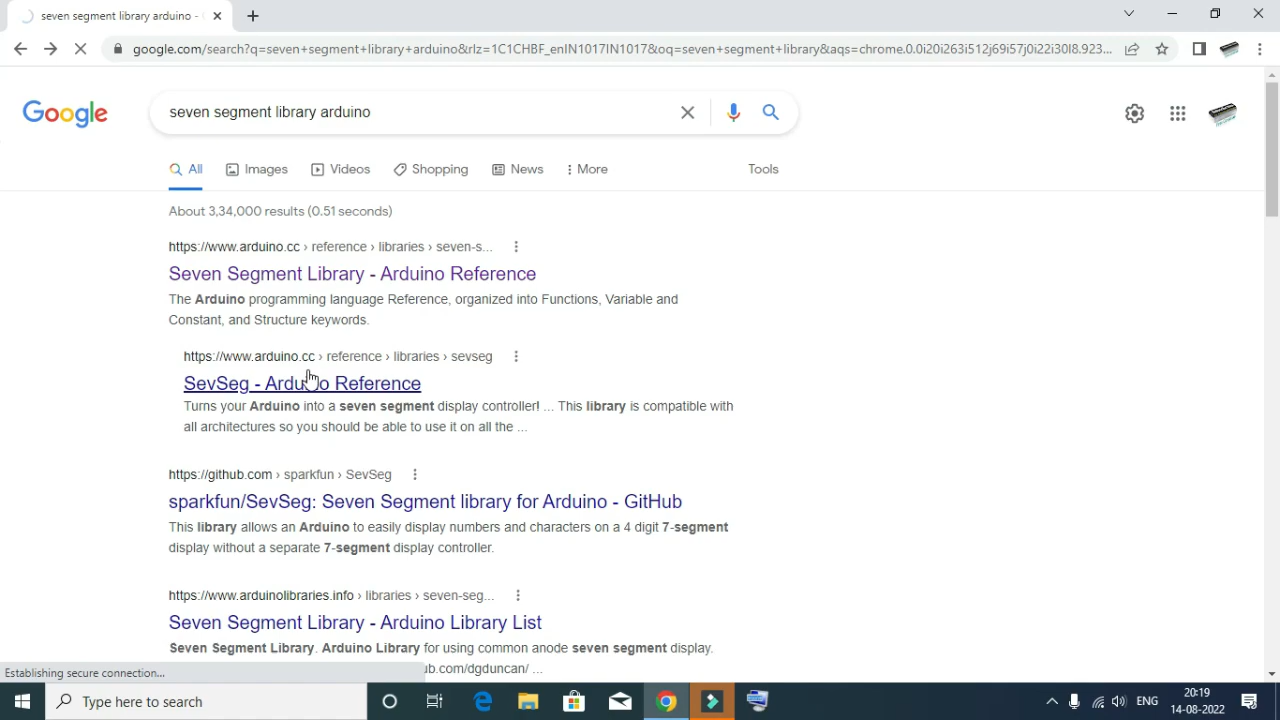 seven segment library arduino -
google.com/search?q=seven+segment+library+arduino&rlz=1C1CHBF_enIN1017IN1017&oq=seven+segment+library&aqs=chrome.0.0i20i263i512j69i57j0i22i30l8.923...
Google
seven segment library arduino
All Images Videos Shopping News More Tools
About 3,34,000 results (0.51 seconds)
https://www.arduino.cc › reference › libraries › seven-s...
Seven Segment Library - Arduino Reference
The Arduino programming language Reference, organized into Functions, Variable and
Constant, and Structure keywords.
https://www.arduino.cc › reference › libraries › sevseg
SevSeg - Arduino Reference
Turns your Arduino into a seven segment display controller! ... This library is compatible with
all architectures so you should be able to use it on all the ...
https://github.com › sparkfun › SevSeg
sparkfun/SevSeg: Seven Segment library for Arduino - GitHub
This library allows an Arduino to easily display numbers and characters on a 4 digit 7-segment
display without a separate 7-segment display controller.
https://www.arduinolibraries.info › libraries › seven-seg...
Seven Segment Library - Arduino Library List
Seven Segment Library. Arduino Library for using common anode seven segment display.
ub.com/dgduncan/ ...
Establishing secure connection...
Type here to search
ENG
20:19
14-08-2022